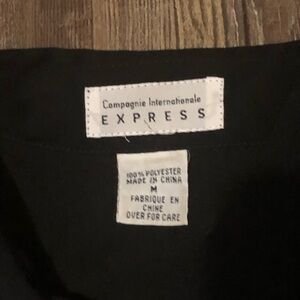 Compagnie Internationale
EXPRESS
100% POLYESTER
MADE IN CHINA
M
FABRIQUE EN
CHINE
OVER FOR CARE